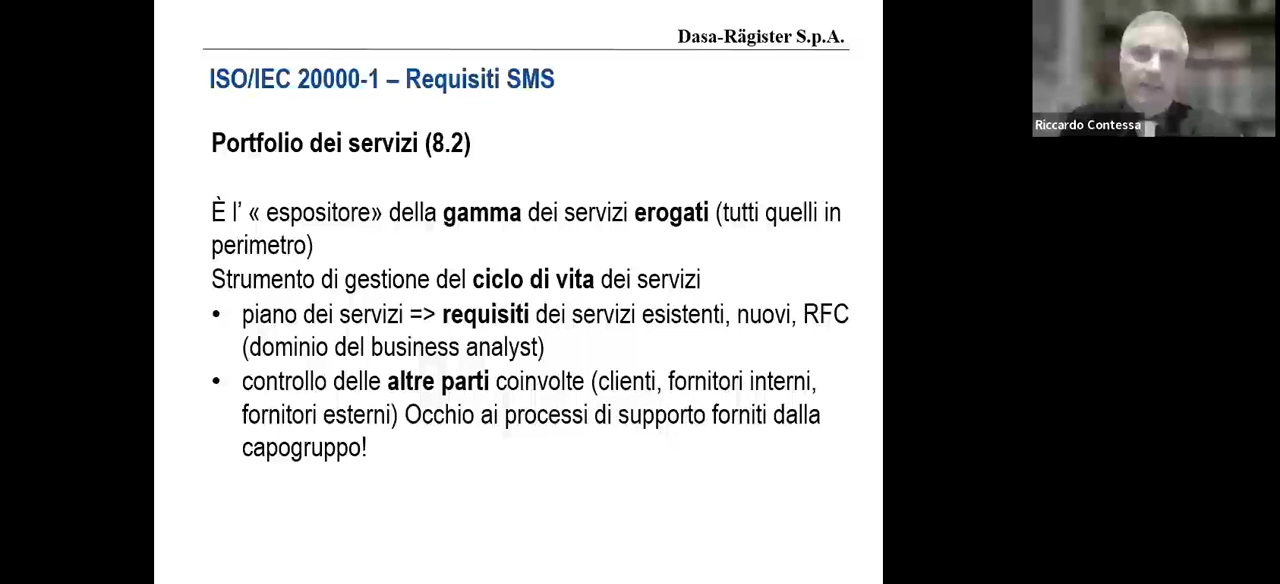 Dasa-Rägister S.p.A.
Riccardo Contessa
ISO/IEC 20000-1 – Requisiti SMS
Portfolio dei servizi (8.2)
È l’ « espositore» della gamma dei servizi erogati (tutti quelli in
perimetro)
Strumento di gestione del ciclo di vita dei servizi
• piano dei servizi => requisiti dei servizi esistenti, nuovi, RFC
(dominio del business analyst)
• controllo delle altre parti coinvolte (clienti, fornitori interni,
fornitori esterni) Occhio ai processi di supporto forniti dalla
capogruppo!